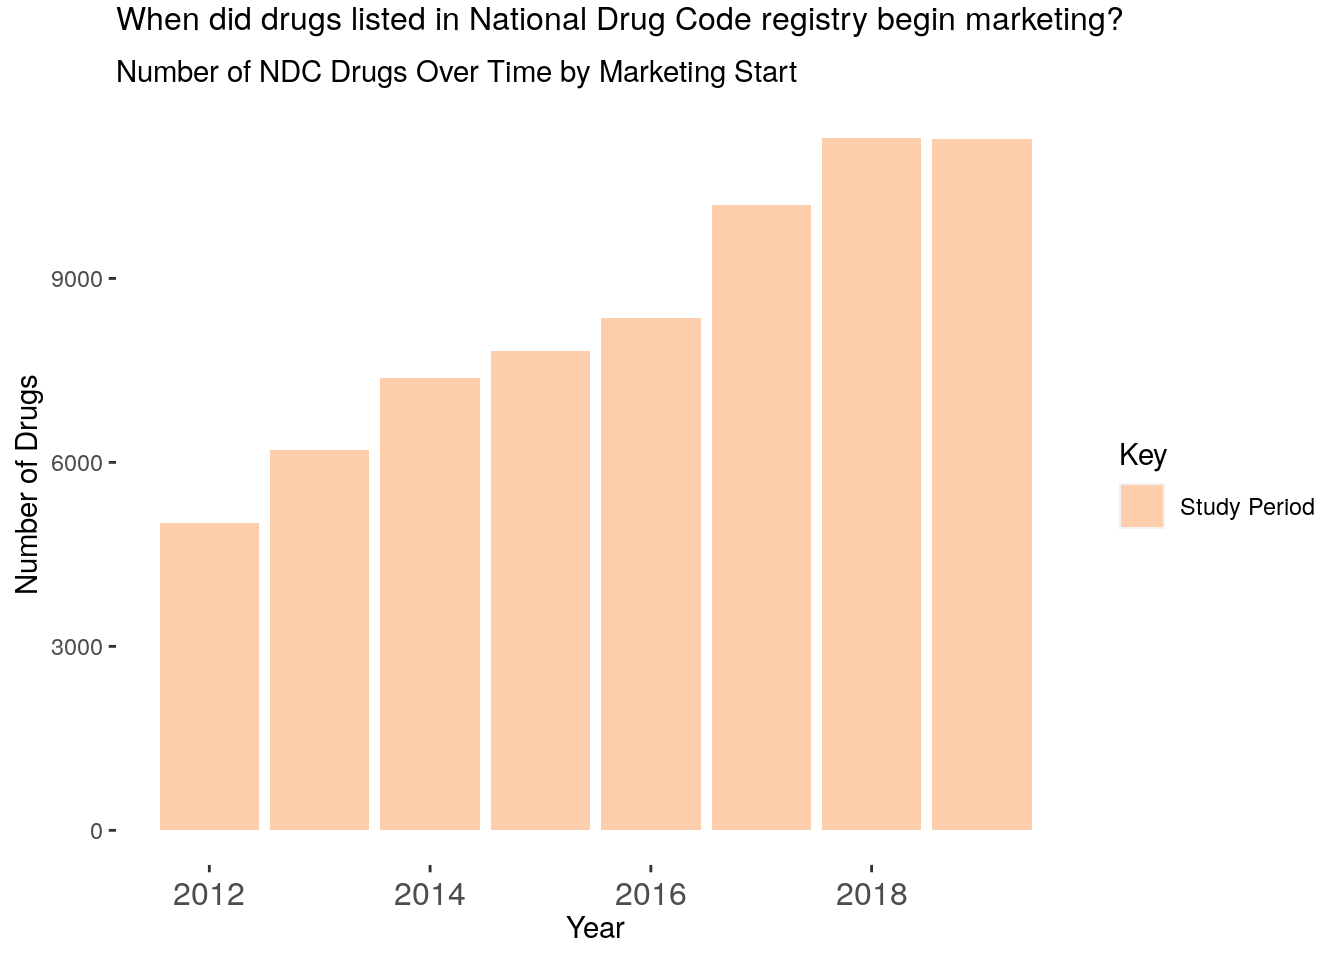 When did drugs listed in National Drug Code registry begin marketing?
Number of NDC Drugs Over Time by Marketing Start
9000
6000
3000
0
Number of Drugs
2012 2014 2016 2018
Year
Key
Study Period